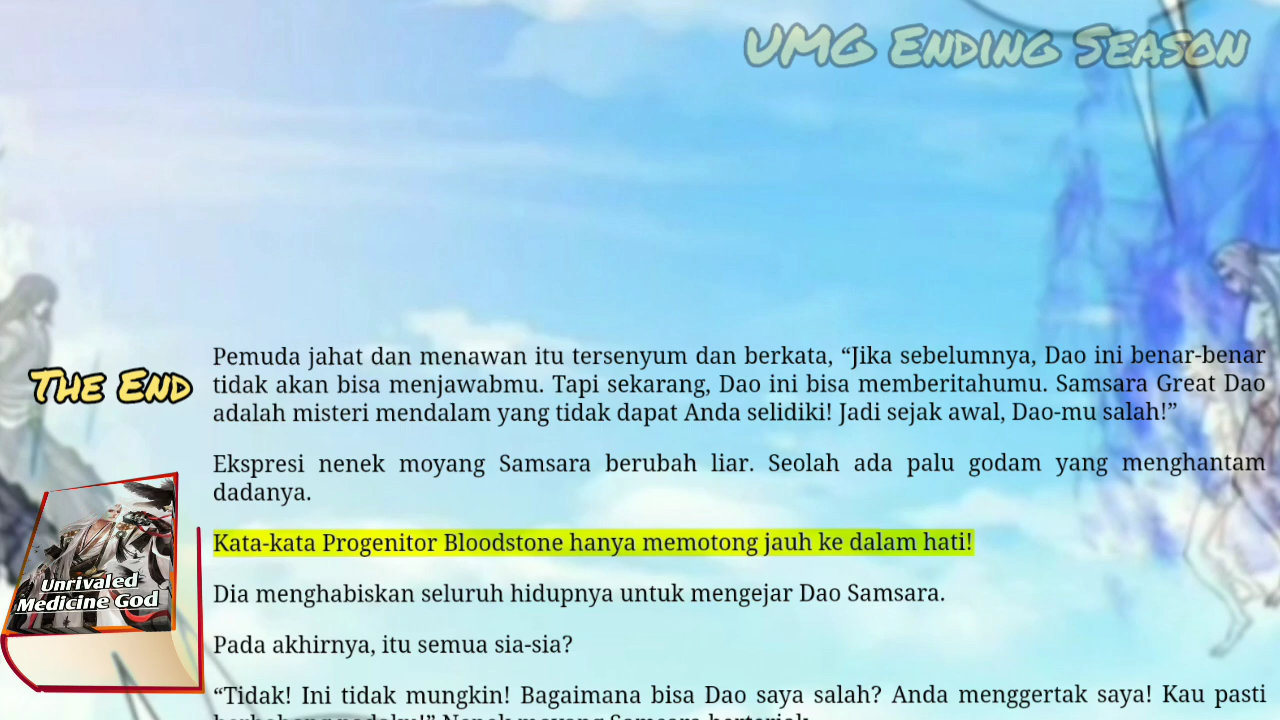 UMG Ending Season
Pemuda jahat dan menawan itu tersenyum dan berkata, “Jika sebelumnya, Dao ini benar-benar
tidak akan bisa menjawabmu. Tapi sekarang, Dao ini bisa memberitahumu. Samsara Great Dao
adalah misteri mendalam yang tidak dapat Anda selidiki! Jadi sejak awal, Dao-mu salah!”
The End
Ekspresi nenek moyang Samsara berubah liar. Seolah ada palu godam yang menghantam
dadanya.
Kata-kata Progenitor Bloodstone hanya memotong jauh ke dalam hati!
Unrivaled
Medicine God
Dia menghabiskan seluruh hidupnya untuk mengejar Dao Samsara.
Pada akhirnya, itu semua sia-sia?
“Tidak! Ini tidak mungkin! Bagaimana bisa Dao saya salah? Anda menggertak saya! Kau pasti